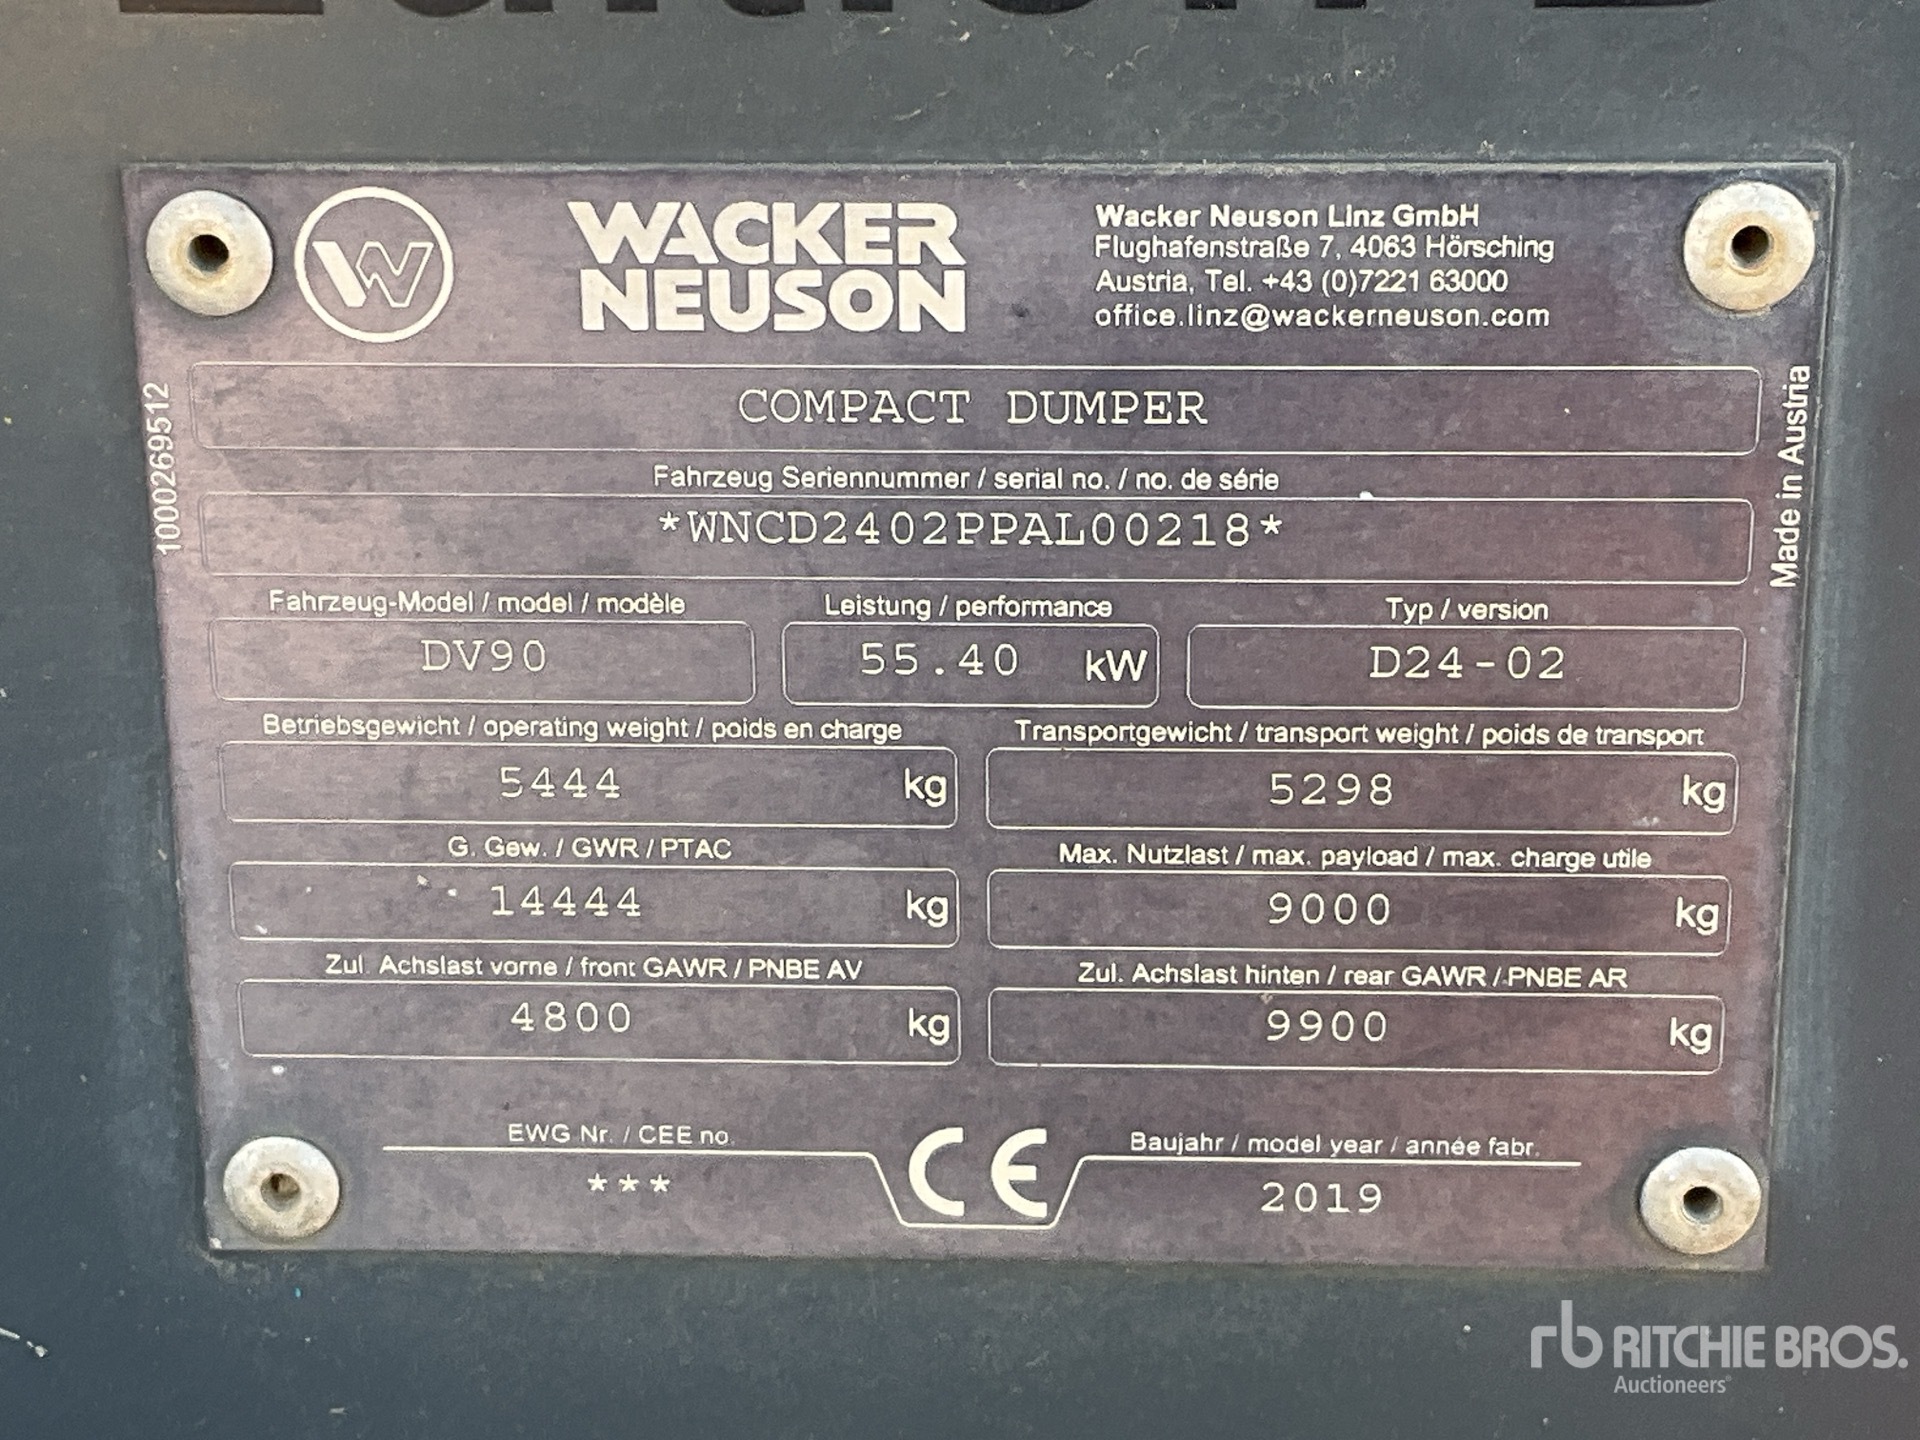 WACKER
NEUSON
Wacker Neuson Linz GmbH
Flughafenstraße 7, 4063 Hörsching
Austria, Tel. +43 (0)7221 63000
office.linz@wackerneuson.com
1000269512
Made in Austria
COMPACT DUMPER
Fahrzeug Seriennummer / serial no. / no. de série
*WNCD2402PPAL00218*
Fahrzeug-Model / model / modèle
DV90
Leistung / performance
55.40 kW
Typ / version
D24-02
Betriebsgewicht / operating weight / poids en charge
5444 kg
Transportgewicht / transport weight / poids de transport
5298 kg
G. Gew. / GWR / PTAC
14444 kg
Max. Nutzlast / max. payload / max. charge utile
9000 kg
Zul. Achslast vorne / front GAWR / PNBE AV
4800 kg
Zul. Achslast hinten / rear GAWR / PNBE AR
9900 kg
EWG Nr. / CEE no.
***
CE
Baujahr / model year / année fabr.
2019
rb RITCHIE BROS.
Auctioneers